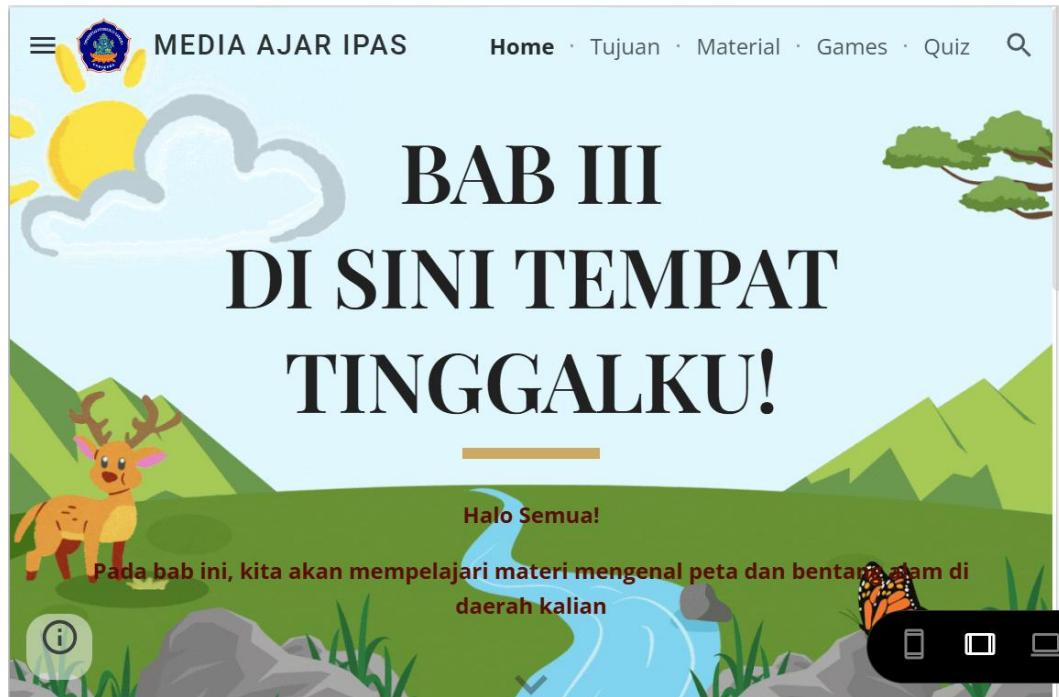 MEDIA AJAR IPAS
Home · Tujuan · Material · Games · Quiz
BAB III
DI SINI TEMPAT
TINGGALKU!
Halo Semua!
Pada bab ini, kita akan mempelajari materi mengenal peta dan bentang alam di
daerah kalian